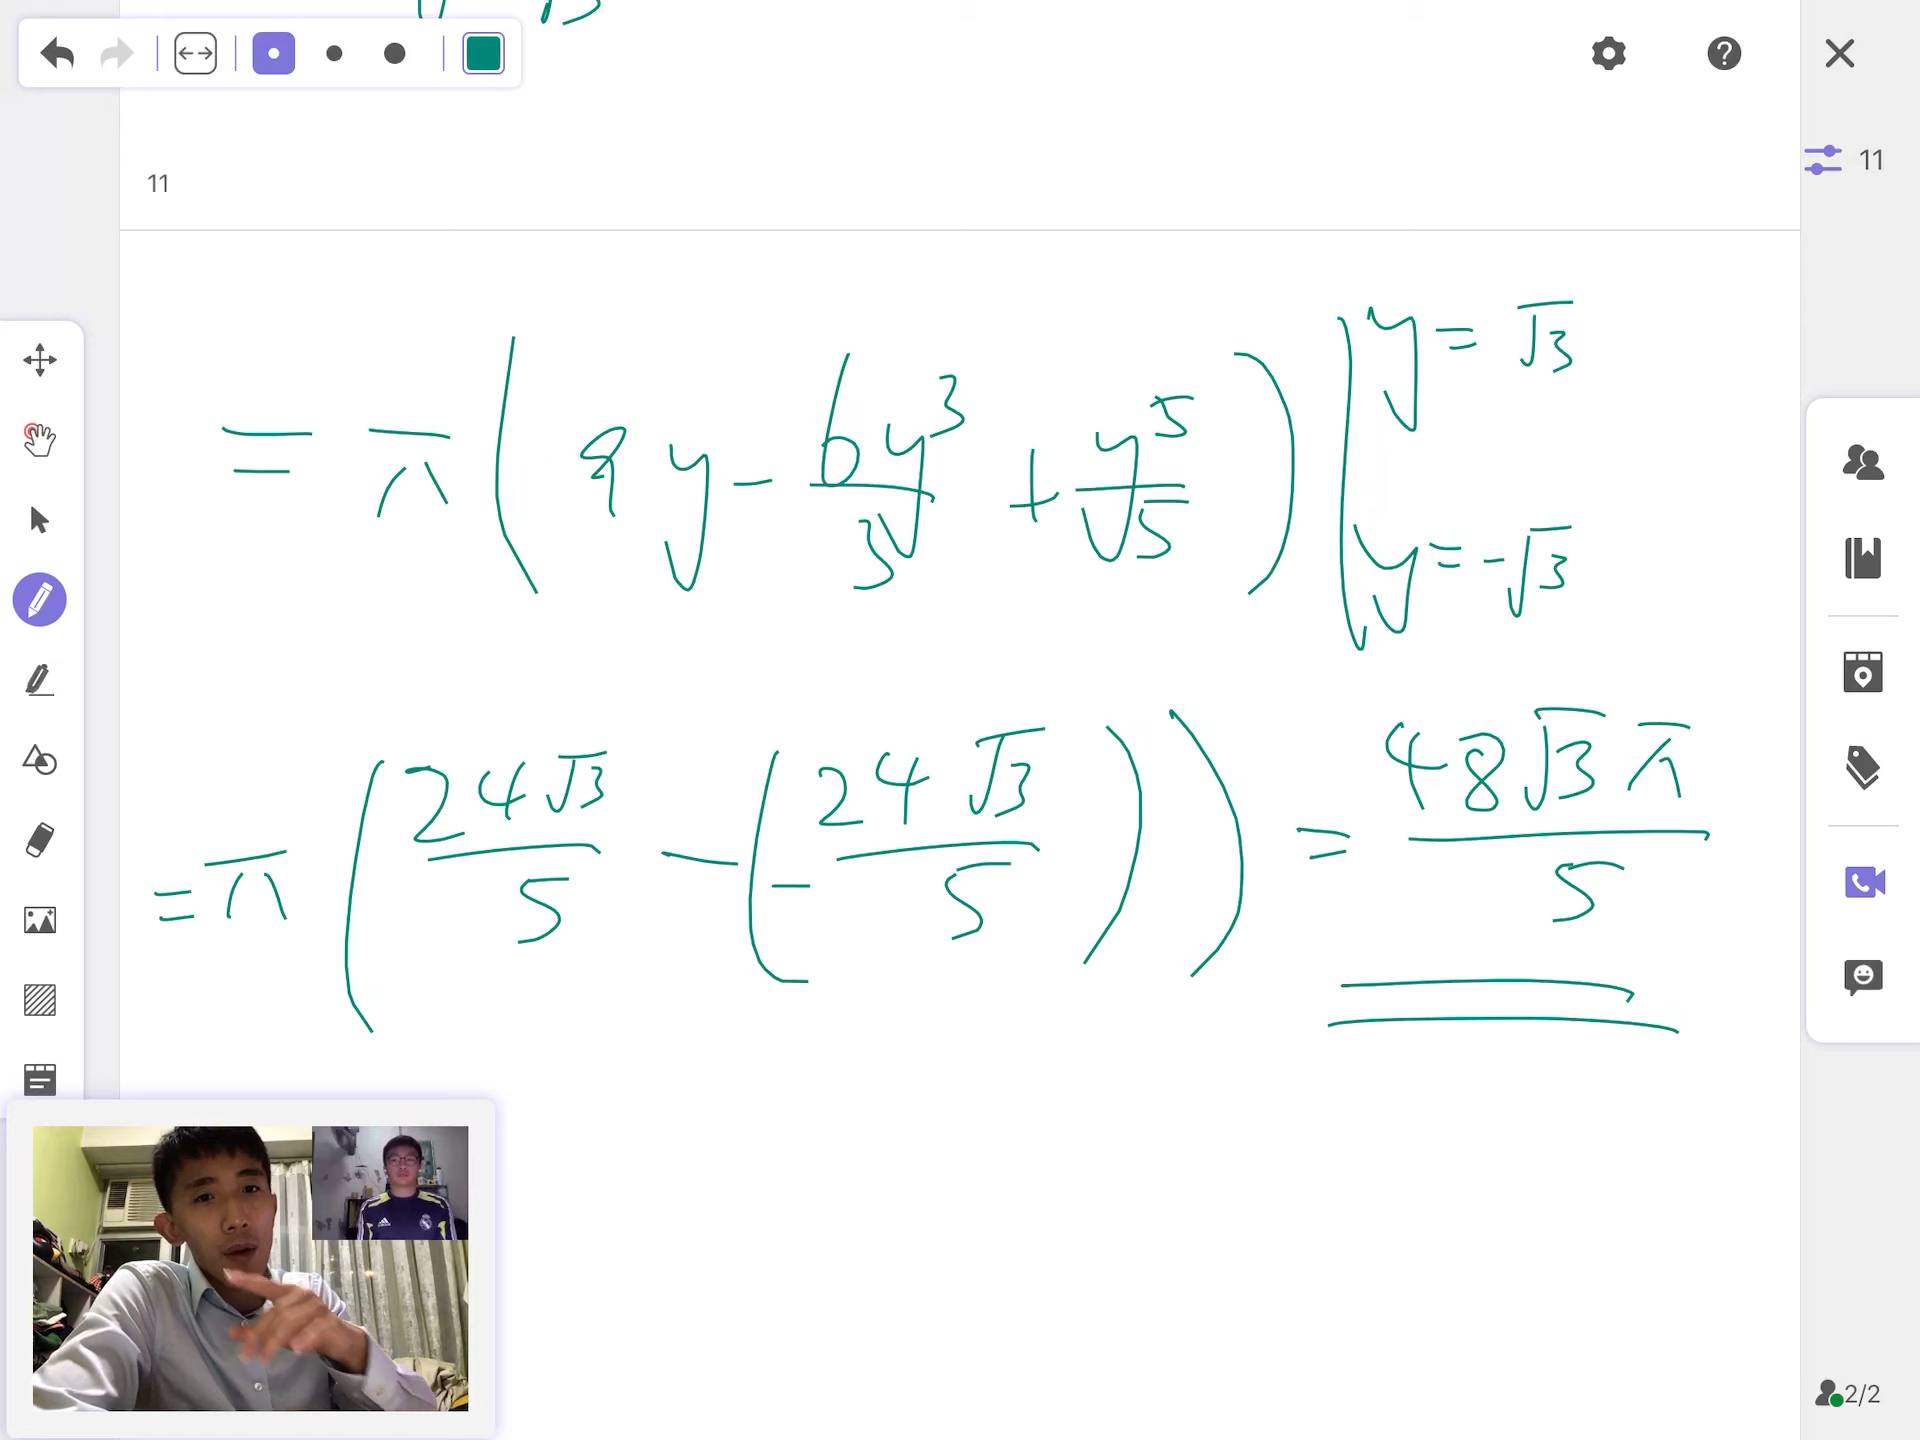 11
11
= π ( 9y - 6y³/3 + y⁵/5 ) | y = √3
y = -√3
= π ( 24√3/5 - ( - 24√3/5 ) ) = 48√3 π/5
2/2